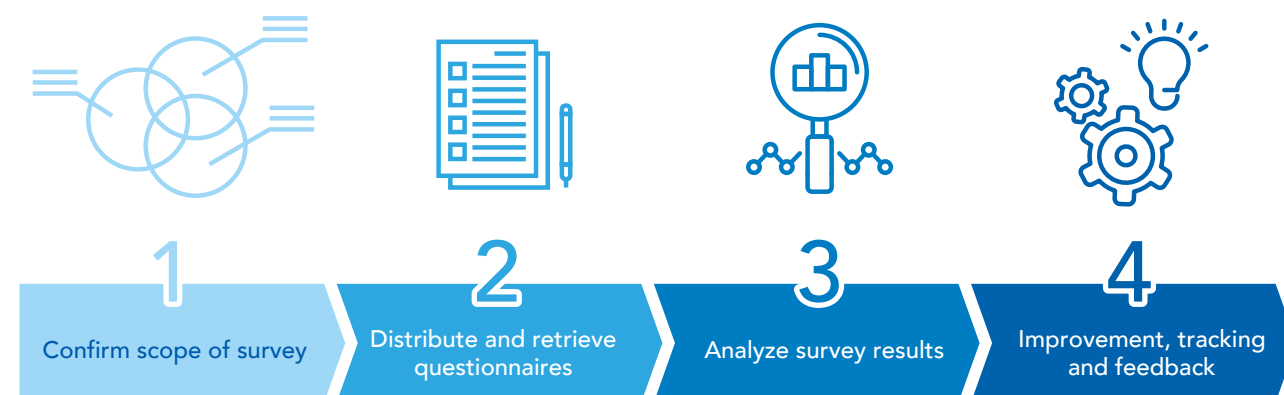 1
Confirm scope of survey
2
Distribute and retrieve
questionnaires
3
Analyze survey results
4
Improvement, tracking
and feedback